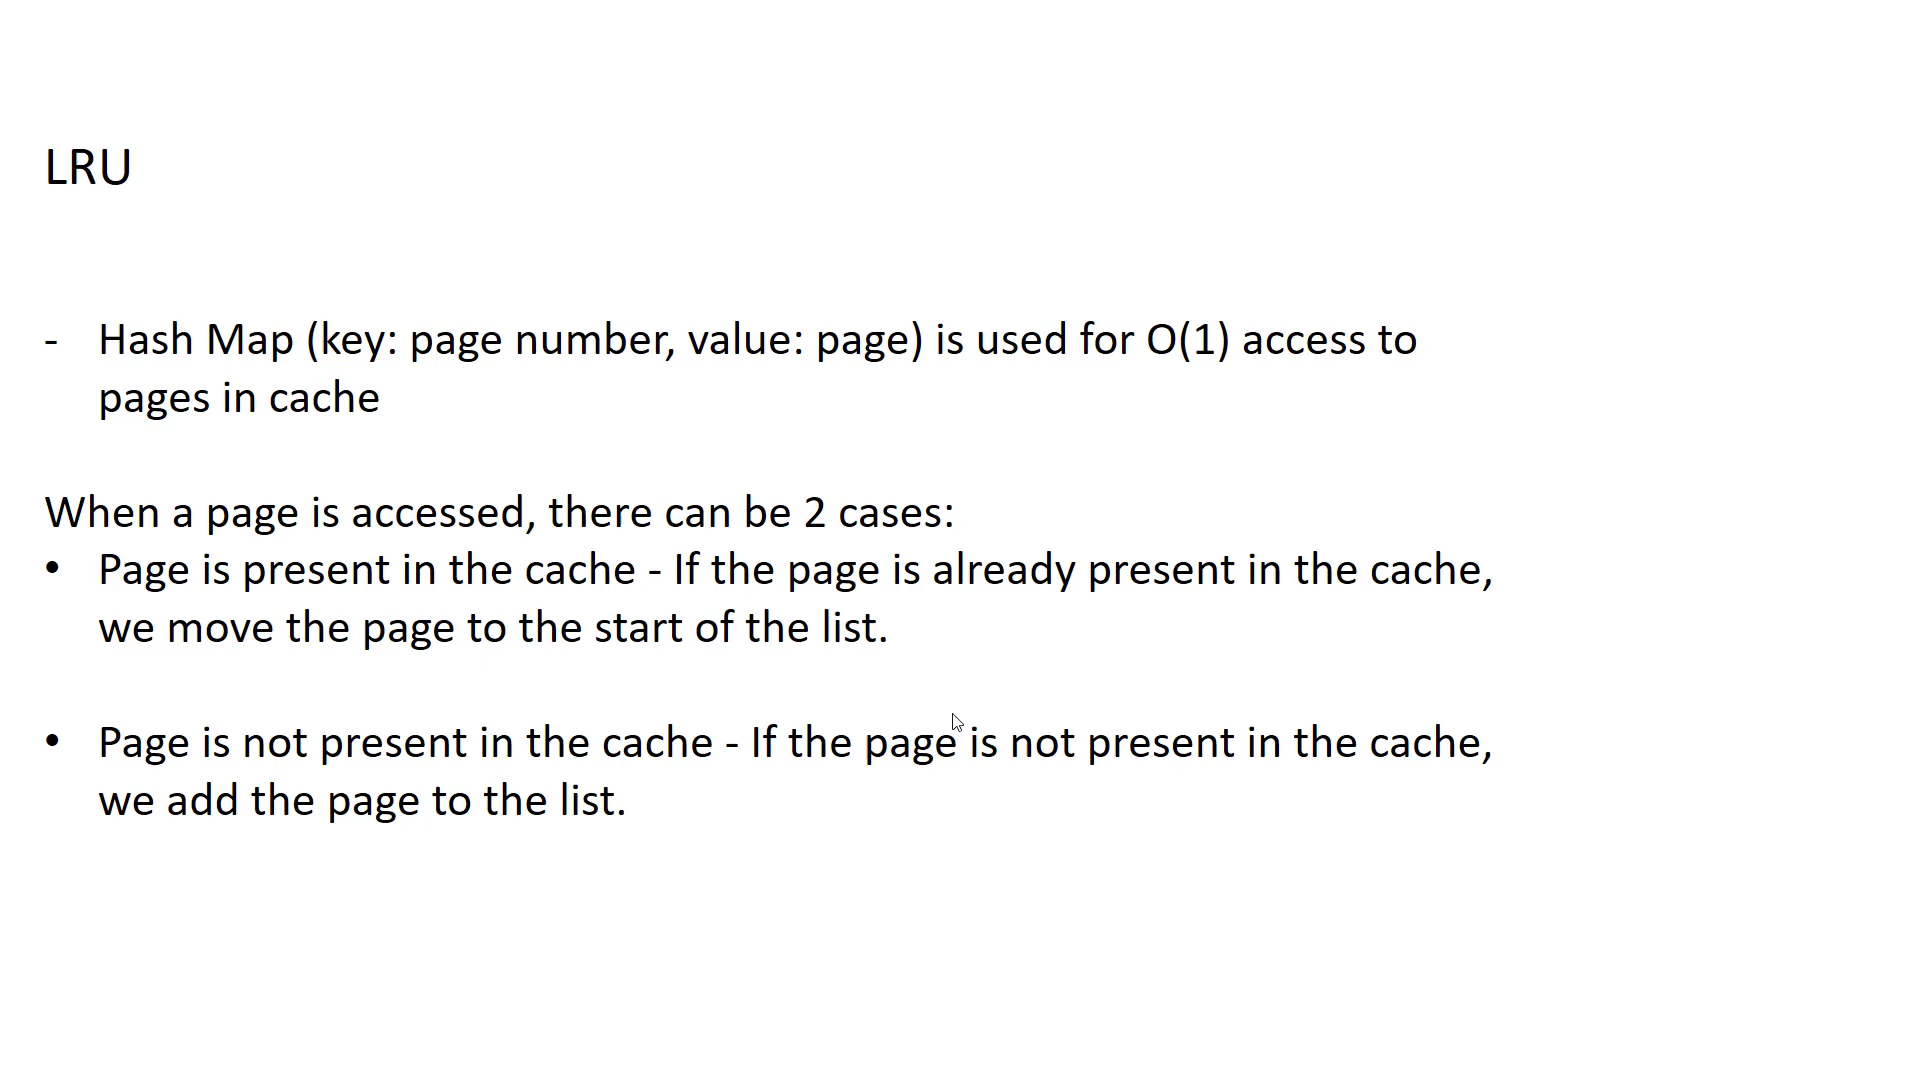 LRU
- Hash Map (key: page number, value: page) is used for O(1) access to
pages in cache
When a page is accessed, there can be 2 cases:
• Page is present in the cache - If the page is already present in the cache,
we move the page to the start of the list.
• Page is not present in the cache - If the page is not present in the cache,
we add the page to the list.